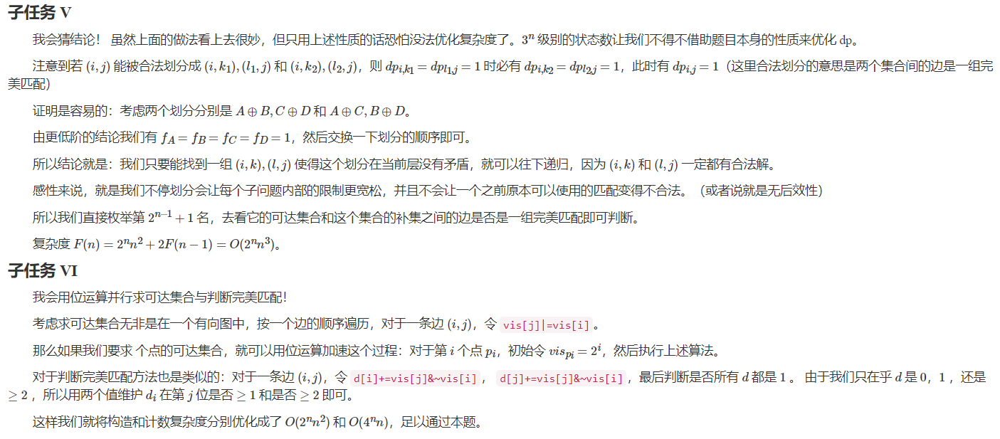 子任务 V
我会猜结论！ 虽然上面的做法看上去很妙，但只用上述性质的话恐怕没法优化复杂度了。3^n 级别的状态数让我们不得不借助题目本身的性质来优化 dp。
注意到若 (i, j) 能被合法划分成 (i, k_1), (l_1, j) 和 (i, k_2), (l_2, j)，则 dp_{i,k_1} = dp_{l_1,j} = 1 时必有 dp_{i,k_2} = dp_{l_2,j} = 1，此时有 dp_{i,j} = 1（这里合法划分的意思是两个集合间的边是一组完
美匹配）
证明是容易的：考虑两个划分分别是 A ⊕ B, C ⊕ D 和 A ⊕ C, B ⊕ D。
由更低阶的结论我们有 f_A = f_B = f_C = f_D = 1，然后交换一下划分的顺序即可。
所以结论就是：我们只要能找到一组 (i, k), (l, j) 使得这个划分在当前层没有矛盾，就可以往下递归，因为 (i, k) 和 (l, j) 一定都有合法解。
感性来说，就是我们不停划分会让每个子问题内部的限制更宽松，并且不会让一个之前原本可以使用的匹配变得不合法。（或者说就是无后效性）
所以我们直接枚举第 2^{n-1} + 1 名，去看它的可达集合和这个集合的补集之间的边是否是一组完美匹配即可判断。
复杂度 F(n) = 2^n n^2 + 2F(n − 1) = O(2^n n^3)。
子任务 VI
我会用位运算并行求可达集合与判断完美匹配！
考虑求可达集合无非是在一个有向图中，按一个边的顺序遍历，对于一条边 (i, j)，令 vis[j]|=vis[i] 。
那么如果我们要求 个点的可达集合，就可以用位运算加速这个过程：对于第 i 个点 p_i，初始令 vis_{p_i} = 2^i，然后执行上述算法。
对于判断完美匹配方法也是类似的：对于一条边 (i, j)，令 d[i]+=vis[j]&~vis[i] ， d[j]+=vis[j]&~vis[i] ，最后判断是否所有 d 都是 1 。 由于我们只在乎 d 是 0，1 ，还是
≥ 2 ，所以用两个值维护 d_i 在第 j 位是否 ≥ 1 和是否 ≥ 2 即可。
这样我们就将构造和计数复杂度分别优化成了 O(2^n n^2) 和 O(4^n n)，足以通过本题。